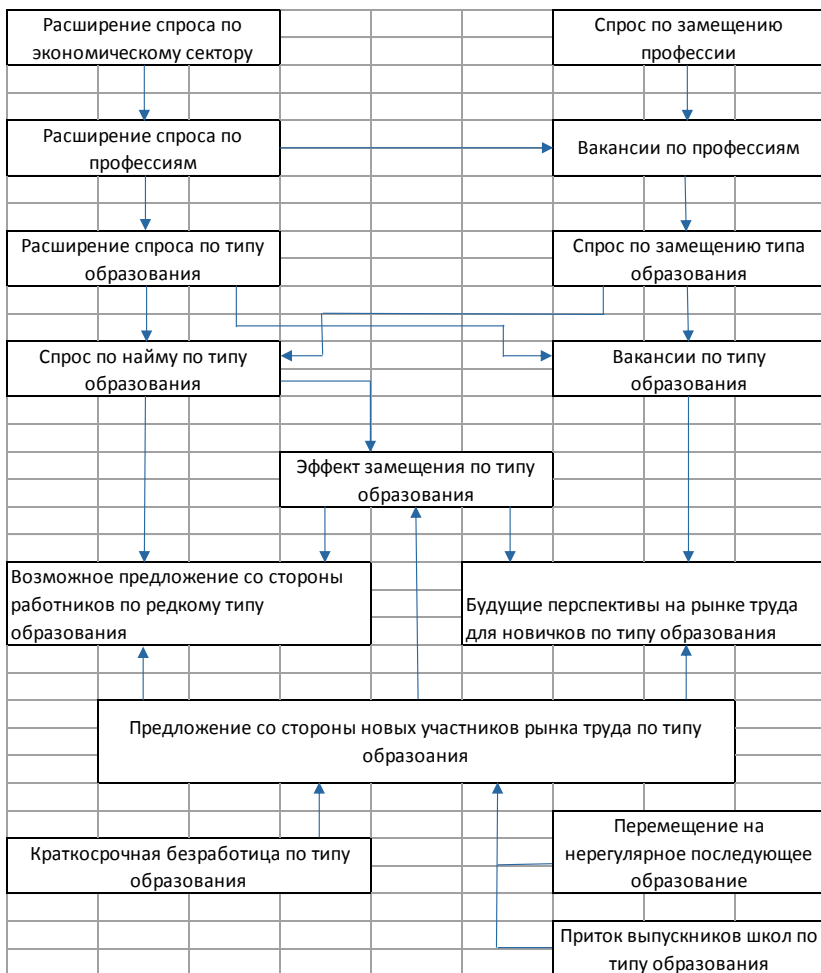 Расширение спроса по
экономическому сектору
Спрос по замещению
профессии
Расширение спроса по
профессиям
Вакансии по профессиям
Расширение спроса по типу
образования
Спрос по замещению типа
образования
Спрос по найму по типу
образования
Вакансии по типу
образования
Эффект замещения по типу
образования
Возможное предложение со стороны
работников по редкому типу
образования
Будущие перспективы на рынке труда
для новичков по типу образования
Предложение со стороны новых участников рынка труда по типу
образоания
Краткосрочная безработица по типу
образования
Перемещение на
нерегулярное последующее
образование
Приток выпускников школ по
типу образования